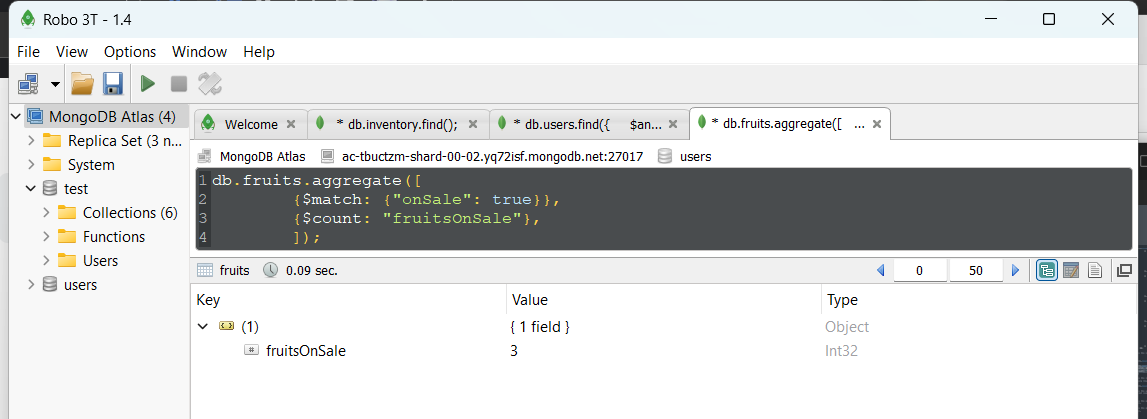 Robo 3T - 1.4
File View Options Window Help
MongoDB Atlas (4)
Replica Set (3 n...
System
test
Collections (6)
Functions
Users
users
Welcome
* db.inventory.find();
* db.users.find({ $an...
* db.fruits.aggregate([ ...
MongoDB Atlas ac-tbuctzm-shard-00-02.yq72isf.mongodb.net:27017 users
1 db.fruits.aggregate([
2 {$match: {"onSale": true}},
3 {$count: "fruitsOnSale"},
4 ]);
fruits 0.09 sec. 0 50
Key Value Type
(1) { 1 field } Object
fruitsOnSale 3 Int32